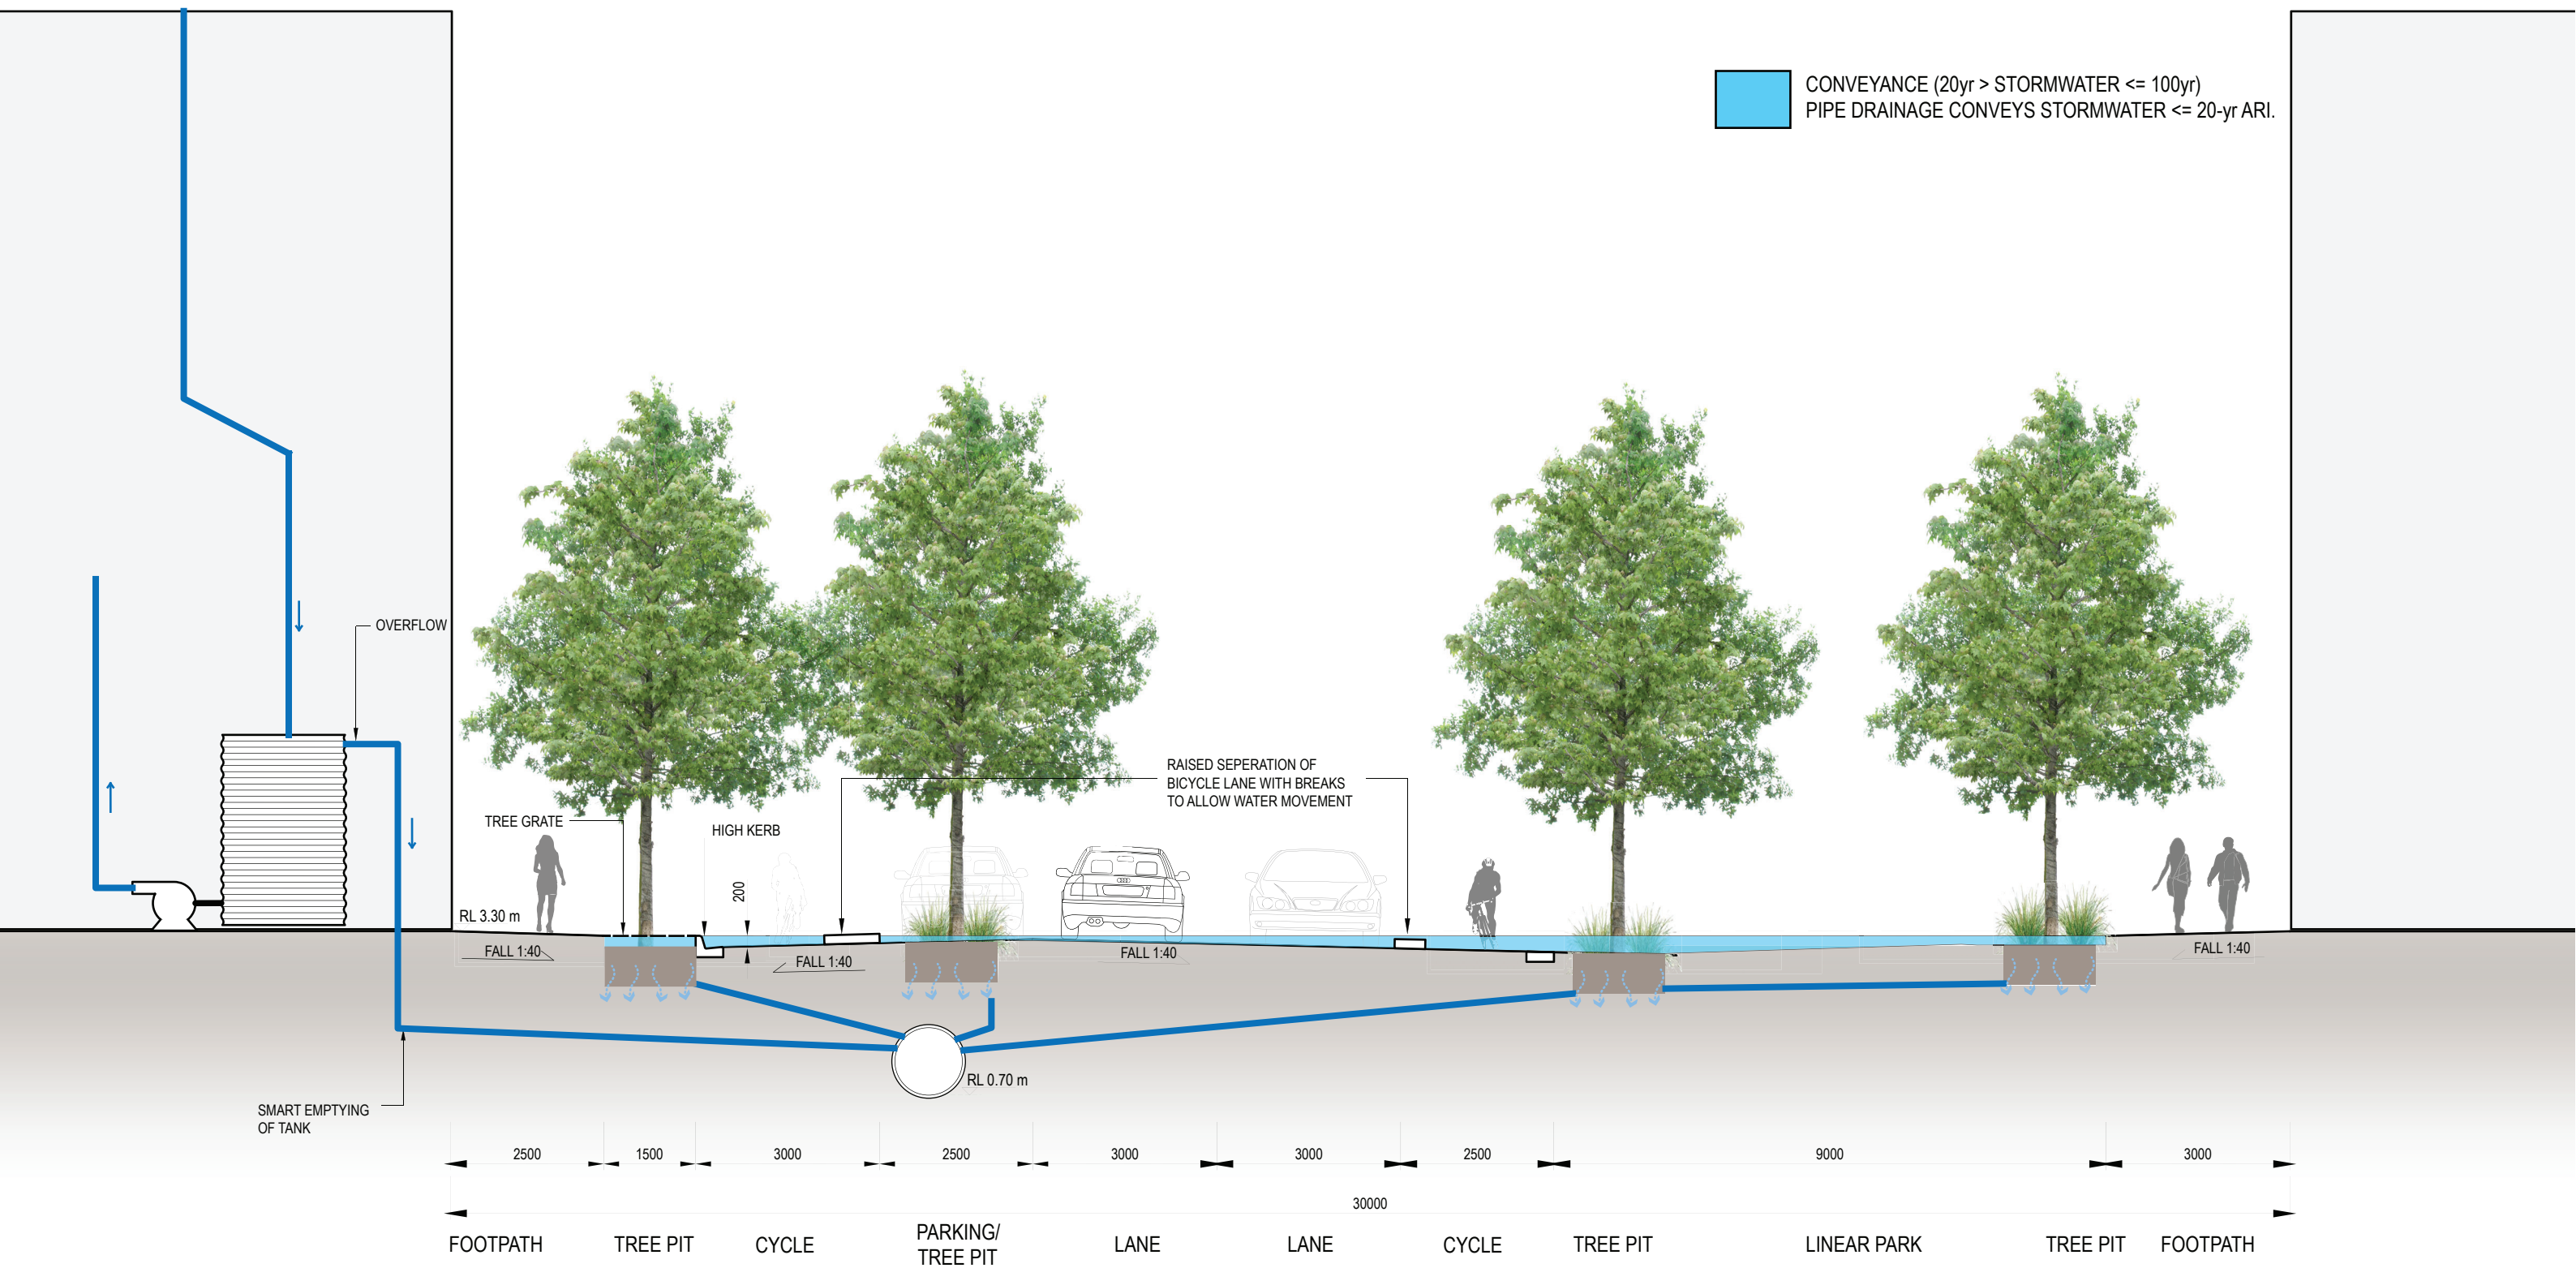 CONVEYANCE (20yr > STORMWATER <= 100yr)
PIPE DRAINAGE CONVEYS STORMWATER <= 20-yr ARI.
OVERFLOW
RAISED SEPERATION OF
BICYCLE LANE WITH BREAKS
TO ALLOW WATER MOVEMENT
TREE GRATE
HIGH KERB
200
RL 3.30 m
FALL 1:40
FALL 1:40
FALL 1:40
FALL 1:40
RL 0.70 m
SMART EMPTYING
OF TANK
2500 1500 3000 2500 3000 3000 2500 9000 3000
30000
FOOTPATH TREE PIT CYCLE PARKING/
TREE PIT LANE LANE CYCLE TREE PIT LINEAR PARK TREE PIT FOOTPATH